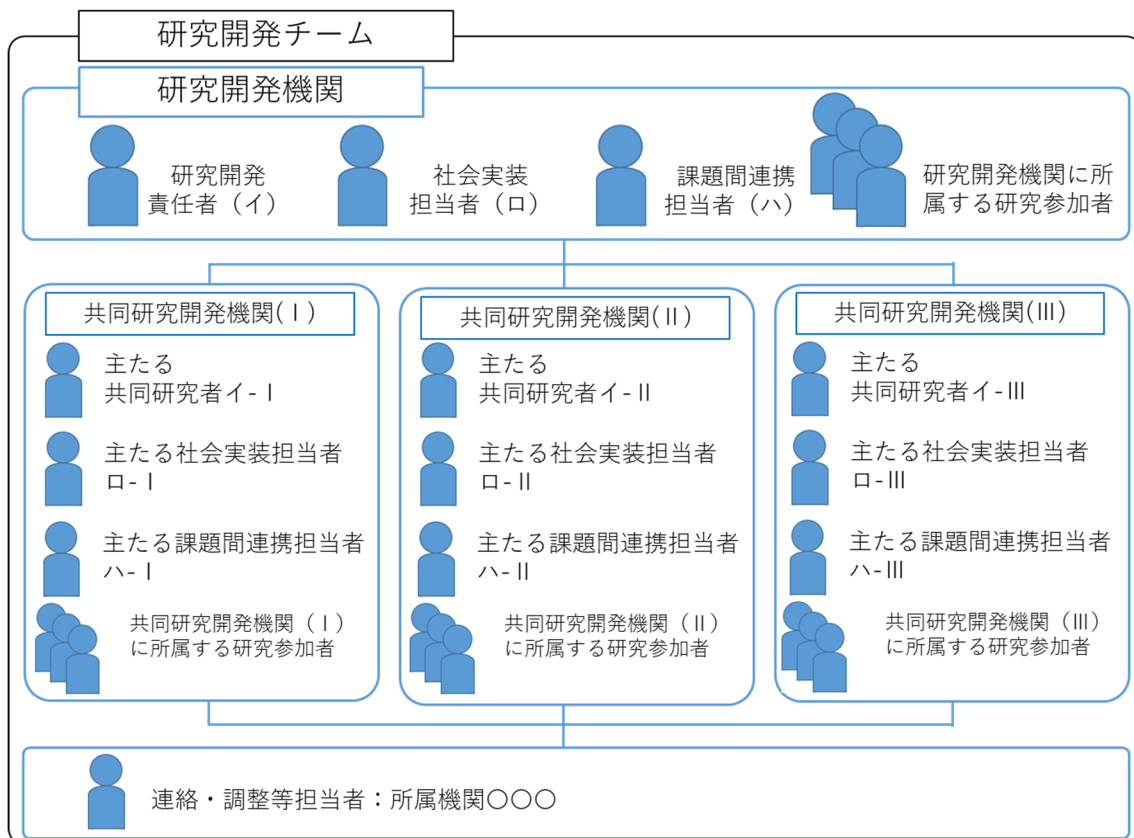 研究開発チーム
研究開発機関
研究開発
責任者（イ）
社会実装
担当者（ロ）
課題間連携
担当者（ハ）
研究開発機関に所
属する研究参加者
共同研究開発機関(Ⅰ)
主たる
共同研究者イ-Ⅰ
主たる社会実装担当者
ロ-Ⅰ
主たる課題間連携担当者
ハ-Ⅰ
共同研究開発機関（Ⅰ）
に所属する研究参加者
共同研究開発機関(Ⅱ)
主たる
共同研究者イ-Ⅱ
主たる社会実装担当者
ロ-Ⅱ
主たる課題間連携担当者
ハ-Ⅱ
共同研究開発機関（Ⅱ）
に所属する研究参加者
共同研究開発機関(Ⅲ)
主たる
共同研究者イ-Ⅲ
主たる社会実装担当者
ロ-Ⅲ
主たる課題間連携担当者
ハ-Ⅲ
共同研究開発機関（Ⅲ）
に所属する研究参加者
連絡・調整等担当者：所属機関○○○